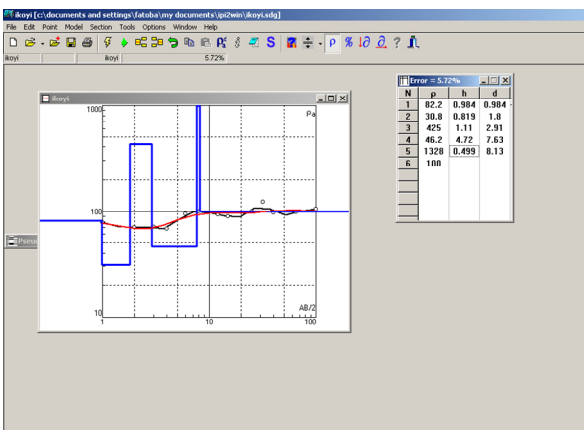 ikoyi [c:\documents and settings\fatoba\my documents\ipi2win\ikoyi.sdg]
File Edit Point Model Section Tools Options Window Help
ikoyi ikoyi 5.72%
ikoyi
Error = 5.72%
N ρ h d
1 82.2 0.984 0.984
2 30.8 0.819 1.8
3 425 1.11 2.91
4 46.2 4.72 7.63
5 1328 0.499 8.13
6 100
1000
ρa
100
10
AB/2
1 10 100
Pseu